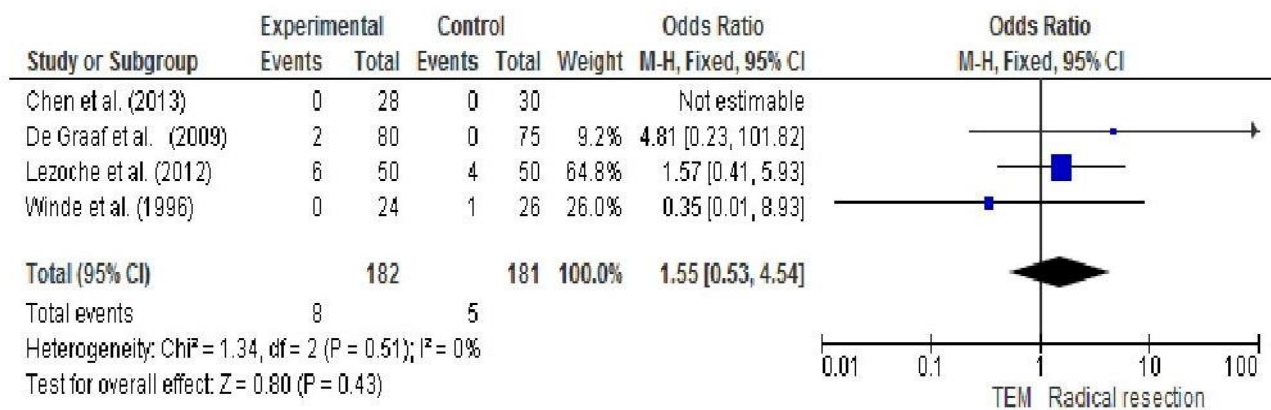 Experimental Control Odds Ratio Odds Ratio
Study or Subgroup Events Total Events Total Weight M-H, Fixed, 95% CI M-H, Fixed, 95% CI
Chen et al. (2013) 0 28 0 30 Not estimable
De Graaf et al. (2009) 2 80 0 75 9.2% 4.81 [0.23, 101.82]
Lezoche et al. (2012) 6 50 4 50 64.8% 1.57 [0.41, 5.93]
Winde et al. (1996) 0 24 1 26 26.0% 0.35 [0.01, 8.93]
Total (95% CI) 182 181 100.0% 1.55 [0.53, 4.54]
Total events 8 5
Heterogeneity: Chi² = 1.34, df = 2 (P = 0.51); I² = 0%
Test for overall effect: Z = 0.80 (P = 0.43)
0.01 0.1 1 10 100
TEM Radical resection